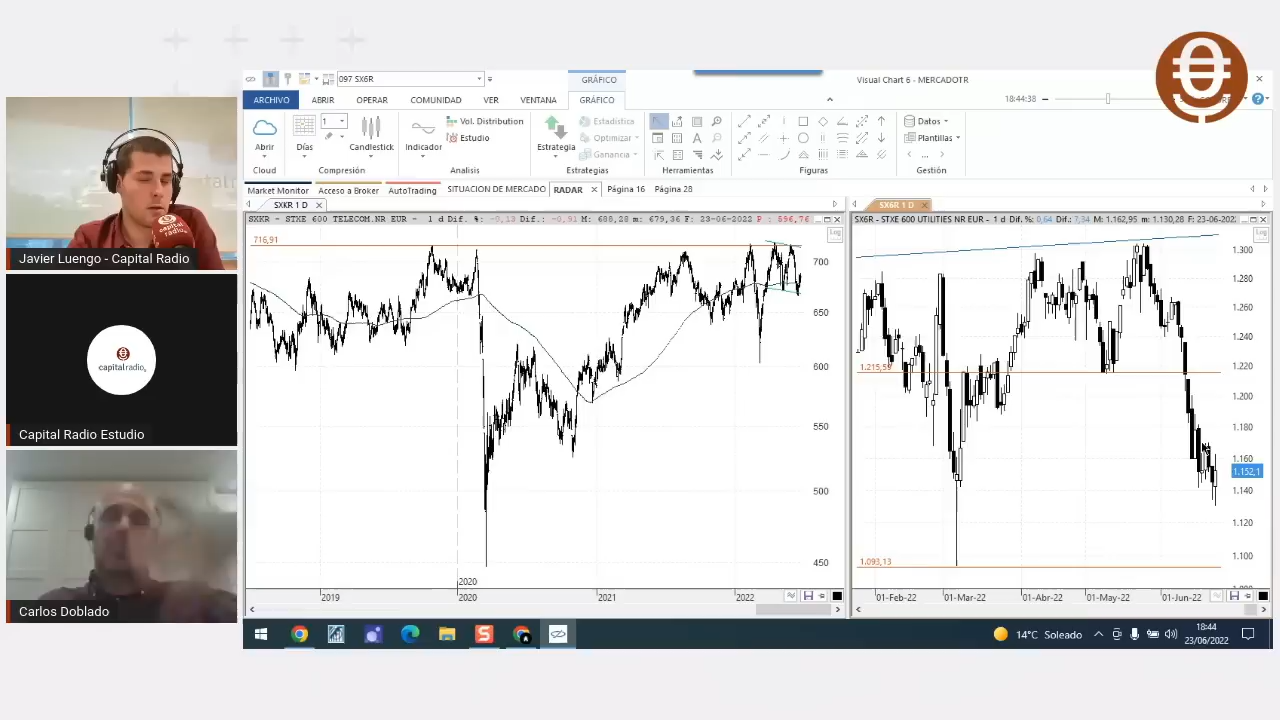 097 SX6R
GRÁFICO
Visual Chart 6 - MERCADOTR
ARCHIVO ABRIR OPERAR COMUNIDAD VER VENTANA GRÁFICO
18:44:38
Abrir
Cloud
Días
1
Candlestick
Compresión
Indicador
Vol. Distribution
Estudio
Analisis
Estrategia
Estadística
Optimizar
Ganancia
Estrategias
Herramientas
Figuras
Datos
Plantillas
...
Gestión
Market Monitor Acceso a Broker AutoTrading SITUACION DE MERCADO RADAR Página 16 Página 28
SXKR 1 D
SX6R 1 D
SXKR - STXE 600 TELECOM.NR EUR - 1 d Dif. %: -0,13 Dif.: -0,91 M: 688,28 m: 679,36 F: 23-06-2022 P : 596,76
SX6R - STXE 600 UTILITIES NR EUR - 1 d Dif. %: 0,64 Dif.: 7,34 M: 1.162,95 m: 1.130,28 F: 23-06-202
Log
Log
716,91
700
650
600
550
500
450
2020
2019 2020 2021 2022
1.300
1.280
1.260
1.240
1.220
1.200
1.180
1.160
1.152,1
1.140
1.120
1.100
1.215,59
1.093,13
01-Feb-22 01-Mar-22 01-Abr-22 01-May-22 01-Jun-22
capital
radio
Javier Luengo - Capital Radio
capitalradio
Capital Radio Estudio
Carlos Doblado
14°C Soleado
18:44
23/06/2022